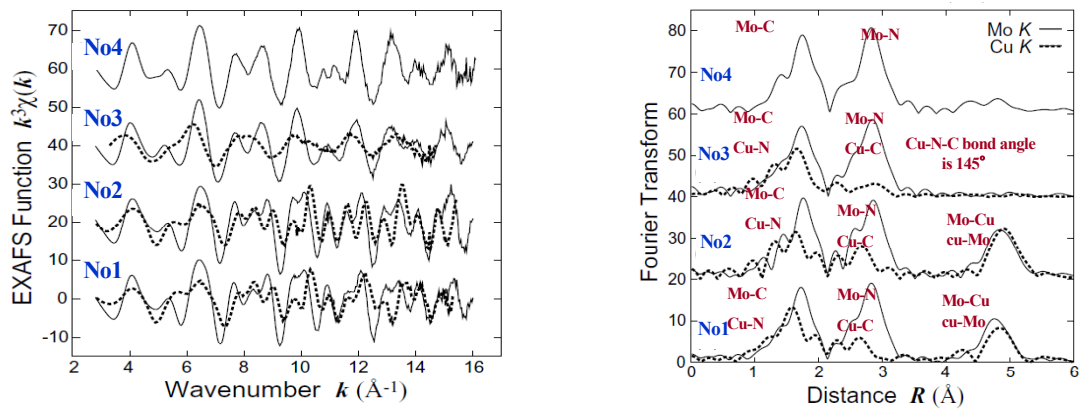 EXAFS Function k³χ(k)
70
60
50
40
30
20
10
0
-10
No4
No3
No2
No1
2
4
6
8
10
12
14
16
Wavenumber k (Å-1)
Fourier Transform
80
70
60
50
40
30
20
10
0
Mo-C
Mo-N
Mo K
Cu K
No4
Mo-C
Mo-N
No3
Cu-N
Cu-C
Cu-N-C bond angle
is 145°
Mo-C
Mo-N
Mo-Cu
No2
Cu-N
Cu-C
cu-Mo
Mo-C
Mo-N
Mo-Cu
No1
Cu-N
Cu-C
cu-Mo
0
1
2
3
4
5
6
Distance R (Å)